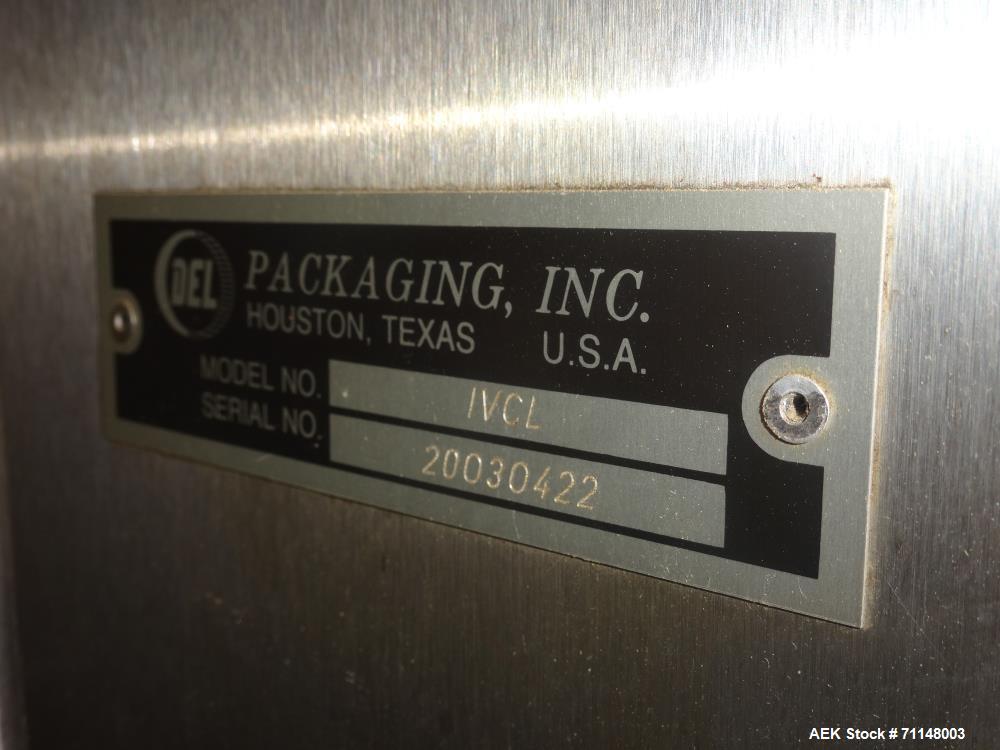 DEL PACKAGING, INC.
HOUSTON, TEXAS U.S.A.
MODEL NO. IVCL
SERIAL NO. 20030422
AEK Stock # 71148003